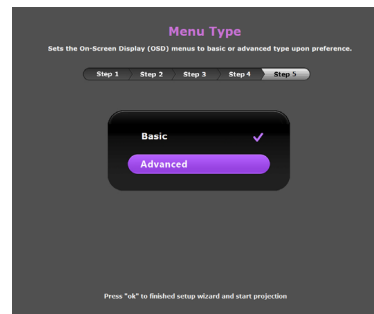 Menu Type
Sets the On-Screen Display (OSD) menus to basic or advanced type upon preference.
Step 1 Step 2 Step 3 Step 4 Step 5
Basic
Advanced
Press "ok" to finished setup wizard and start projection